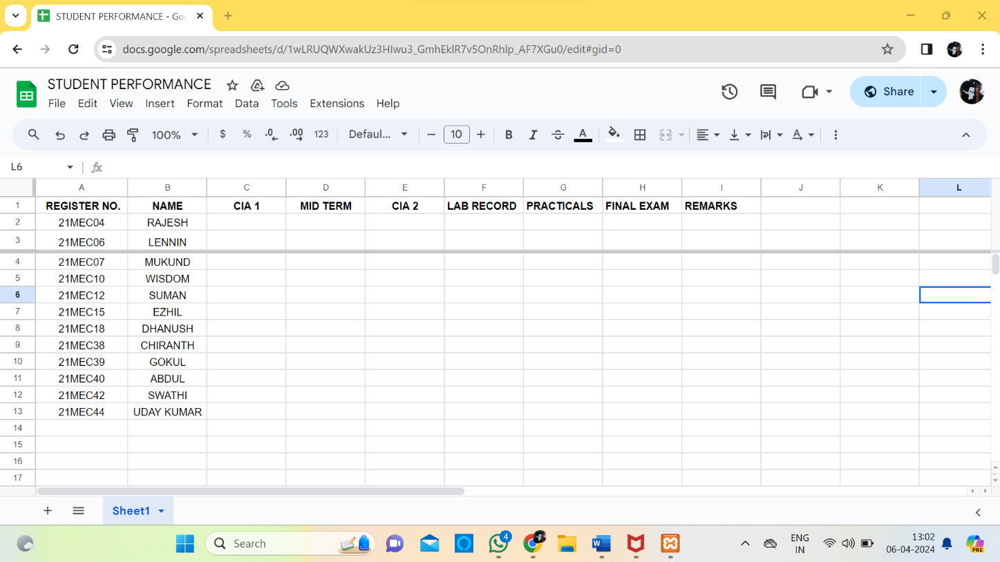 STUDENT PERFORMANCE - Goo
docs.google.com/spreadsheets/d/1wLRUQWXwakUz3HIwu3_GmhEklR7v5OnRhlp_AF7XGu0/edit#gid=0
STUDENT PERFORMANCE
File Edit View Insert Format Data Tools Extensions Help
Share
100% $ % .0 .00 123 Defaul... 10 B I A
L6 fx
A B C D E F G H I J K L
1 REGISTER NO. NAME CIA 1 MID TERM CIA 2 LAB RECORD PRACTICALS FINAL EXAM REMARKS
2 21MEC04 RAJESH
3 21MEC06 LENNIN
4 21MEC07 MUKUND
5 21MEC10 WISDOM
6 21MEC12 SUMAN
7 21MEC15 EZHIL
8 21MEC18 DHANUSH
9 21MEC38 CHIRANTH
10 21MEC39 GOKUL
11 21MEC40 ABDUL
12 21MEC42 SWATHI
13 21MEC44 UDAY KUMAR
14
15
16
17
Sheet1
Search
4
ENG
IN
13:02
06-04-2024
PRE